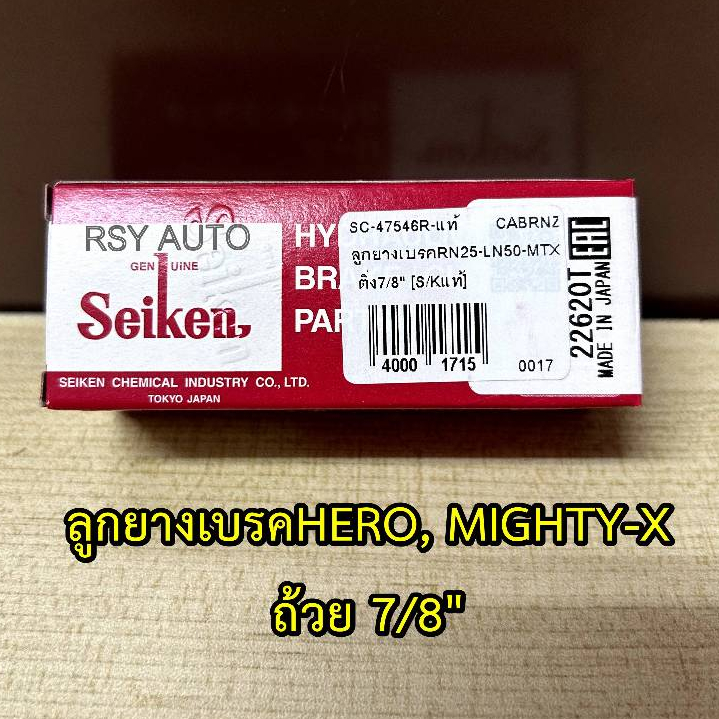 RSY AUTO
GENUiNE
Seiken
SEIKEN CHEMICAL INDUSTRY CO., LTD.
TOKYO JAPAN
HY
BRA
PAR
SC-47546R-แท้ CABRNZ
ลูกยางเบรคRN25-LN50-MTX
ติ่ง7/8" [S/Kแท้]
4000 1715
0017
22620T
MADE IN JAPAN
ลูกยางเบรคHERO, MIGHTY-X
ถ้วย 7/8"